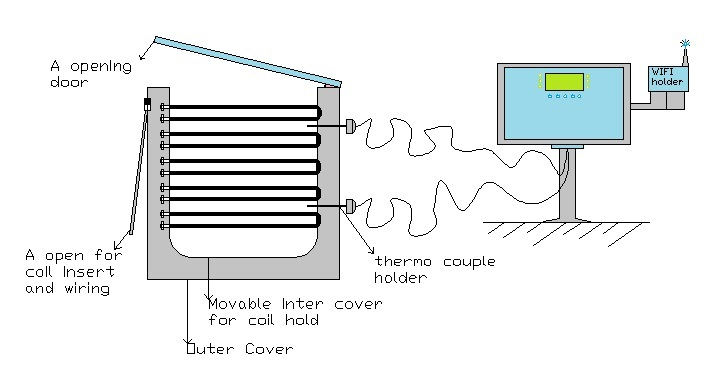 A opening
door
WIFI
holder
A open for
coil Insert
and wiring
thermo couple
holder
Movable Inter cover
for coil hold
Outer Cover